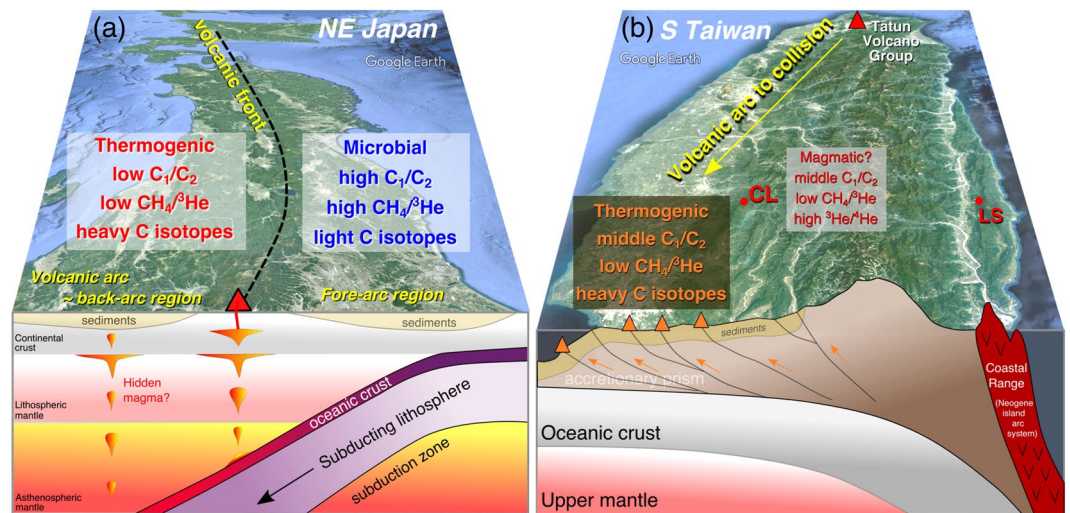 (a)
NE Japan
Google Earth
volcanic front
Thermogenic
low C₁/C₂
low CH₄/³He
heavy C isotopes
Microbial
high C₁/C₂
high CH₄/³He
light C isotopes
Volcanic arc
~ back-arc region
Fore-arc region
sediments
sediments
Continental
crust
Hidden
magma?
Lithospheric
mantle
oceanic crust
Subducting lithosphere
subduction zone
Asthenospheric
mantle
(b)
S Taiwan
Google Earth
Tatun
Volcano
Group
Volcanic arc to collision
Magmatic?
middle C₁/C₂
low CH₄/³He
high ³He/⁴He
CL
LS
Thermogenic
middle C₁/C₂
low CH₄/³He
heavy C isotopes
sediments
accretionary prism
Coastal
Range
(Neogene
island
arc
system)
Oceanic crust
Upper mantle